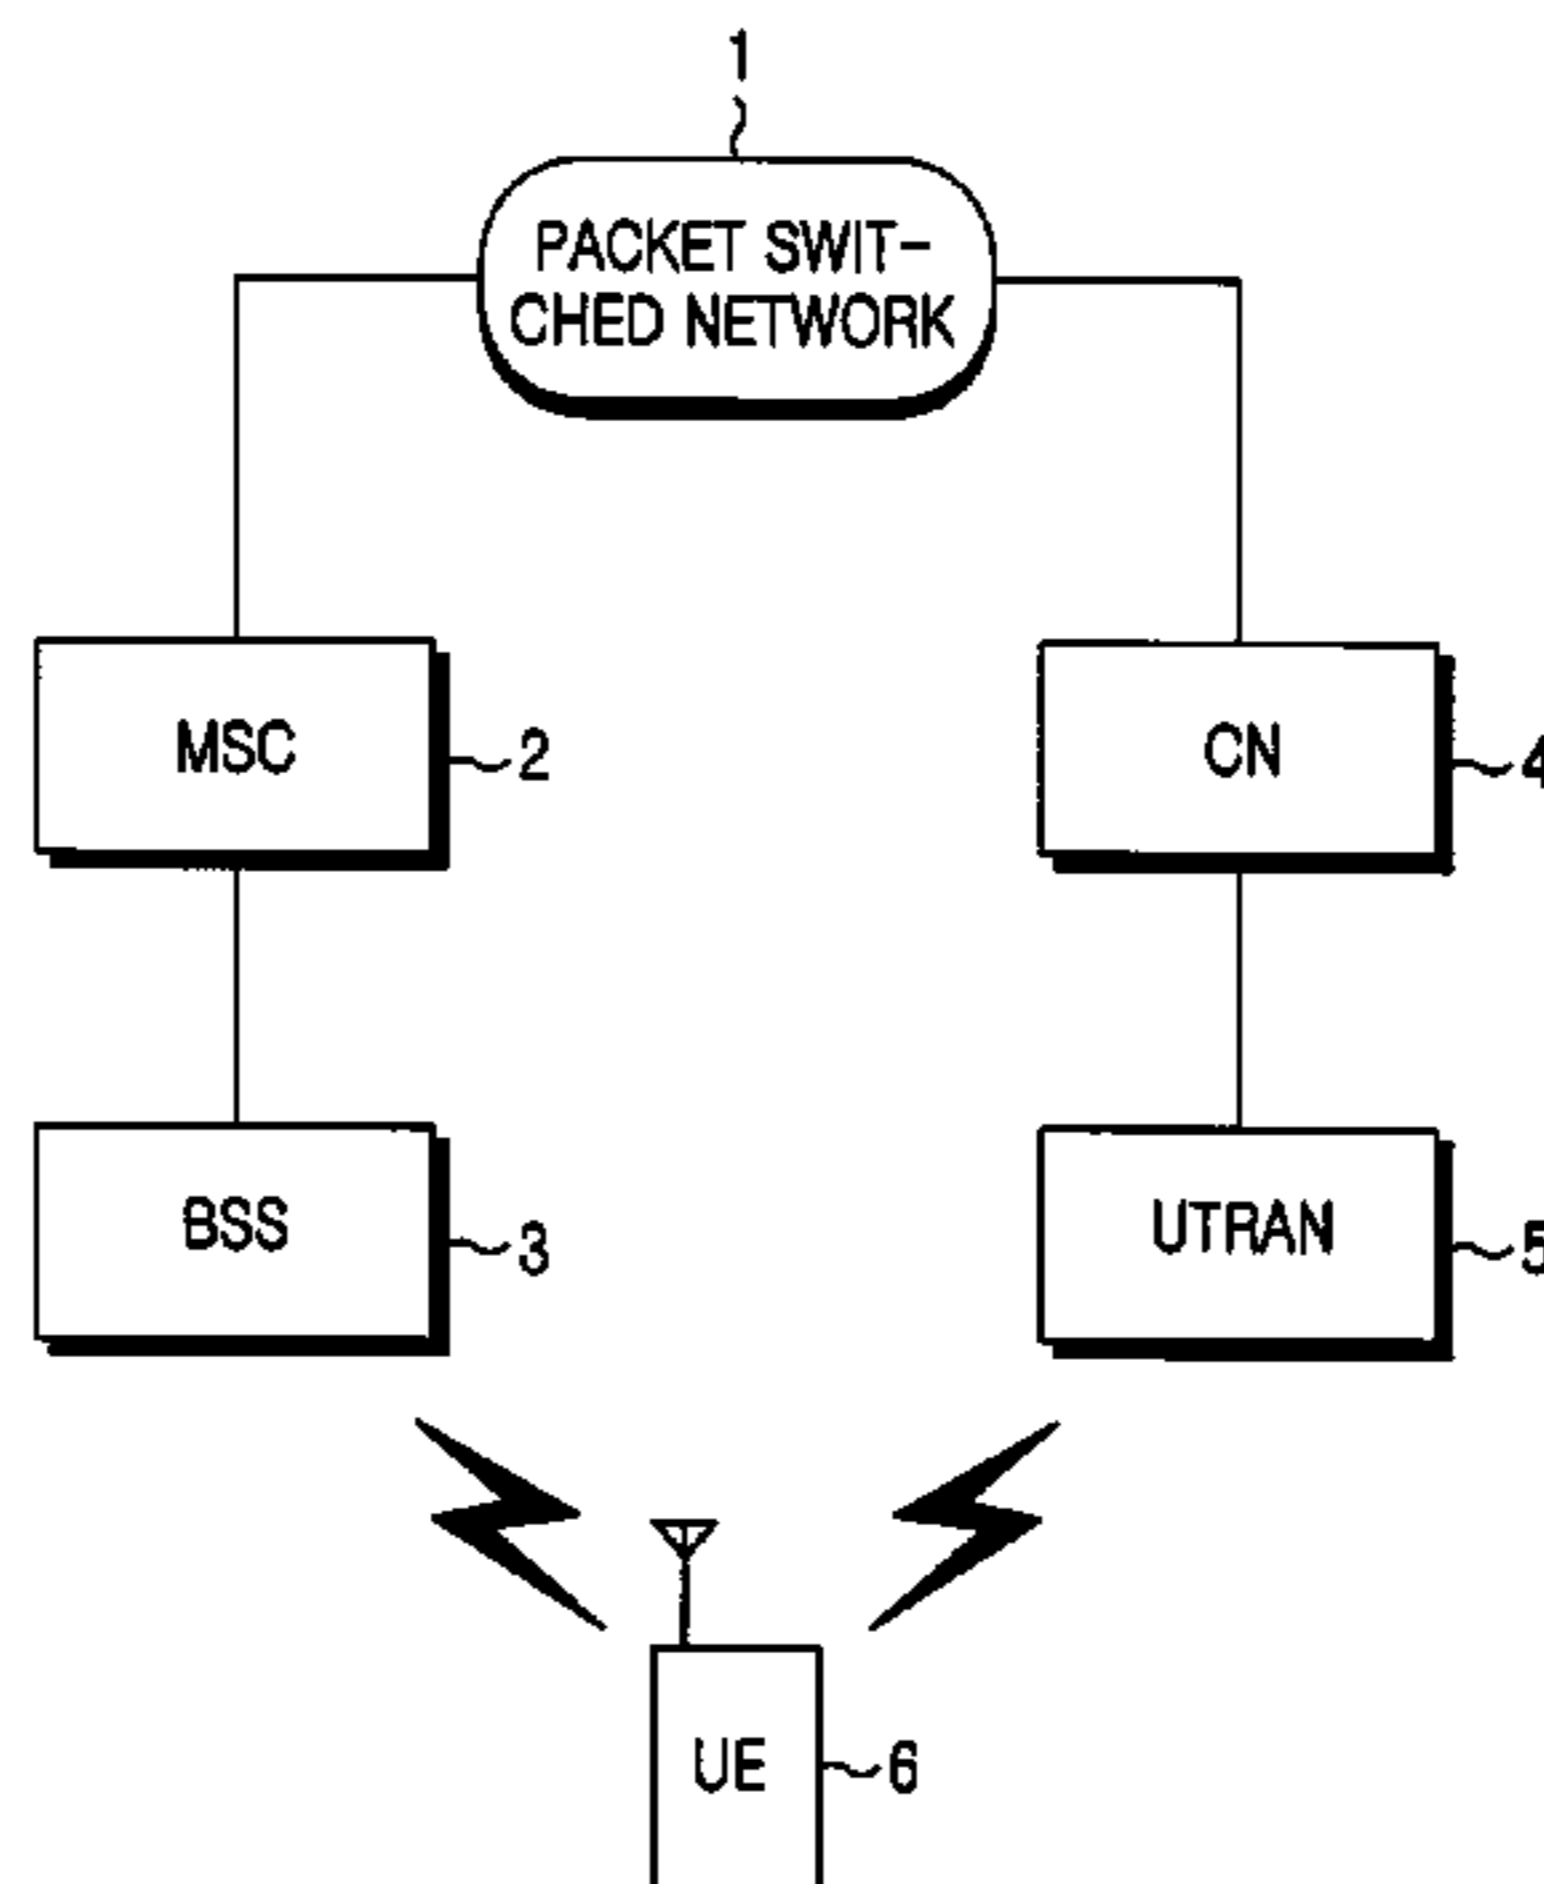 1
PACKET SWIT-
CHED NETWORK
MSC
2
CN
4
BSS
3
UTRAN
5
UE
6